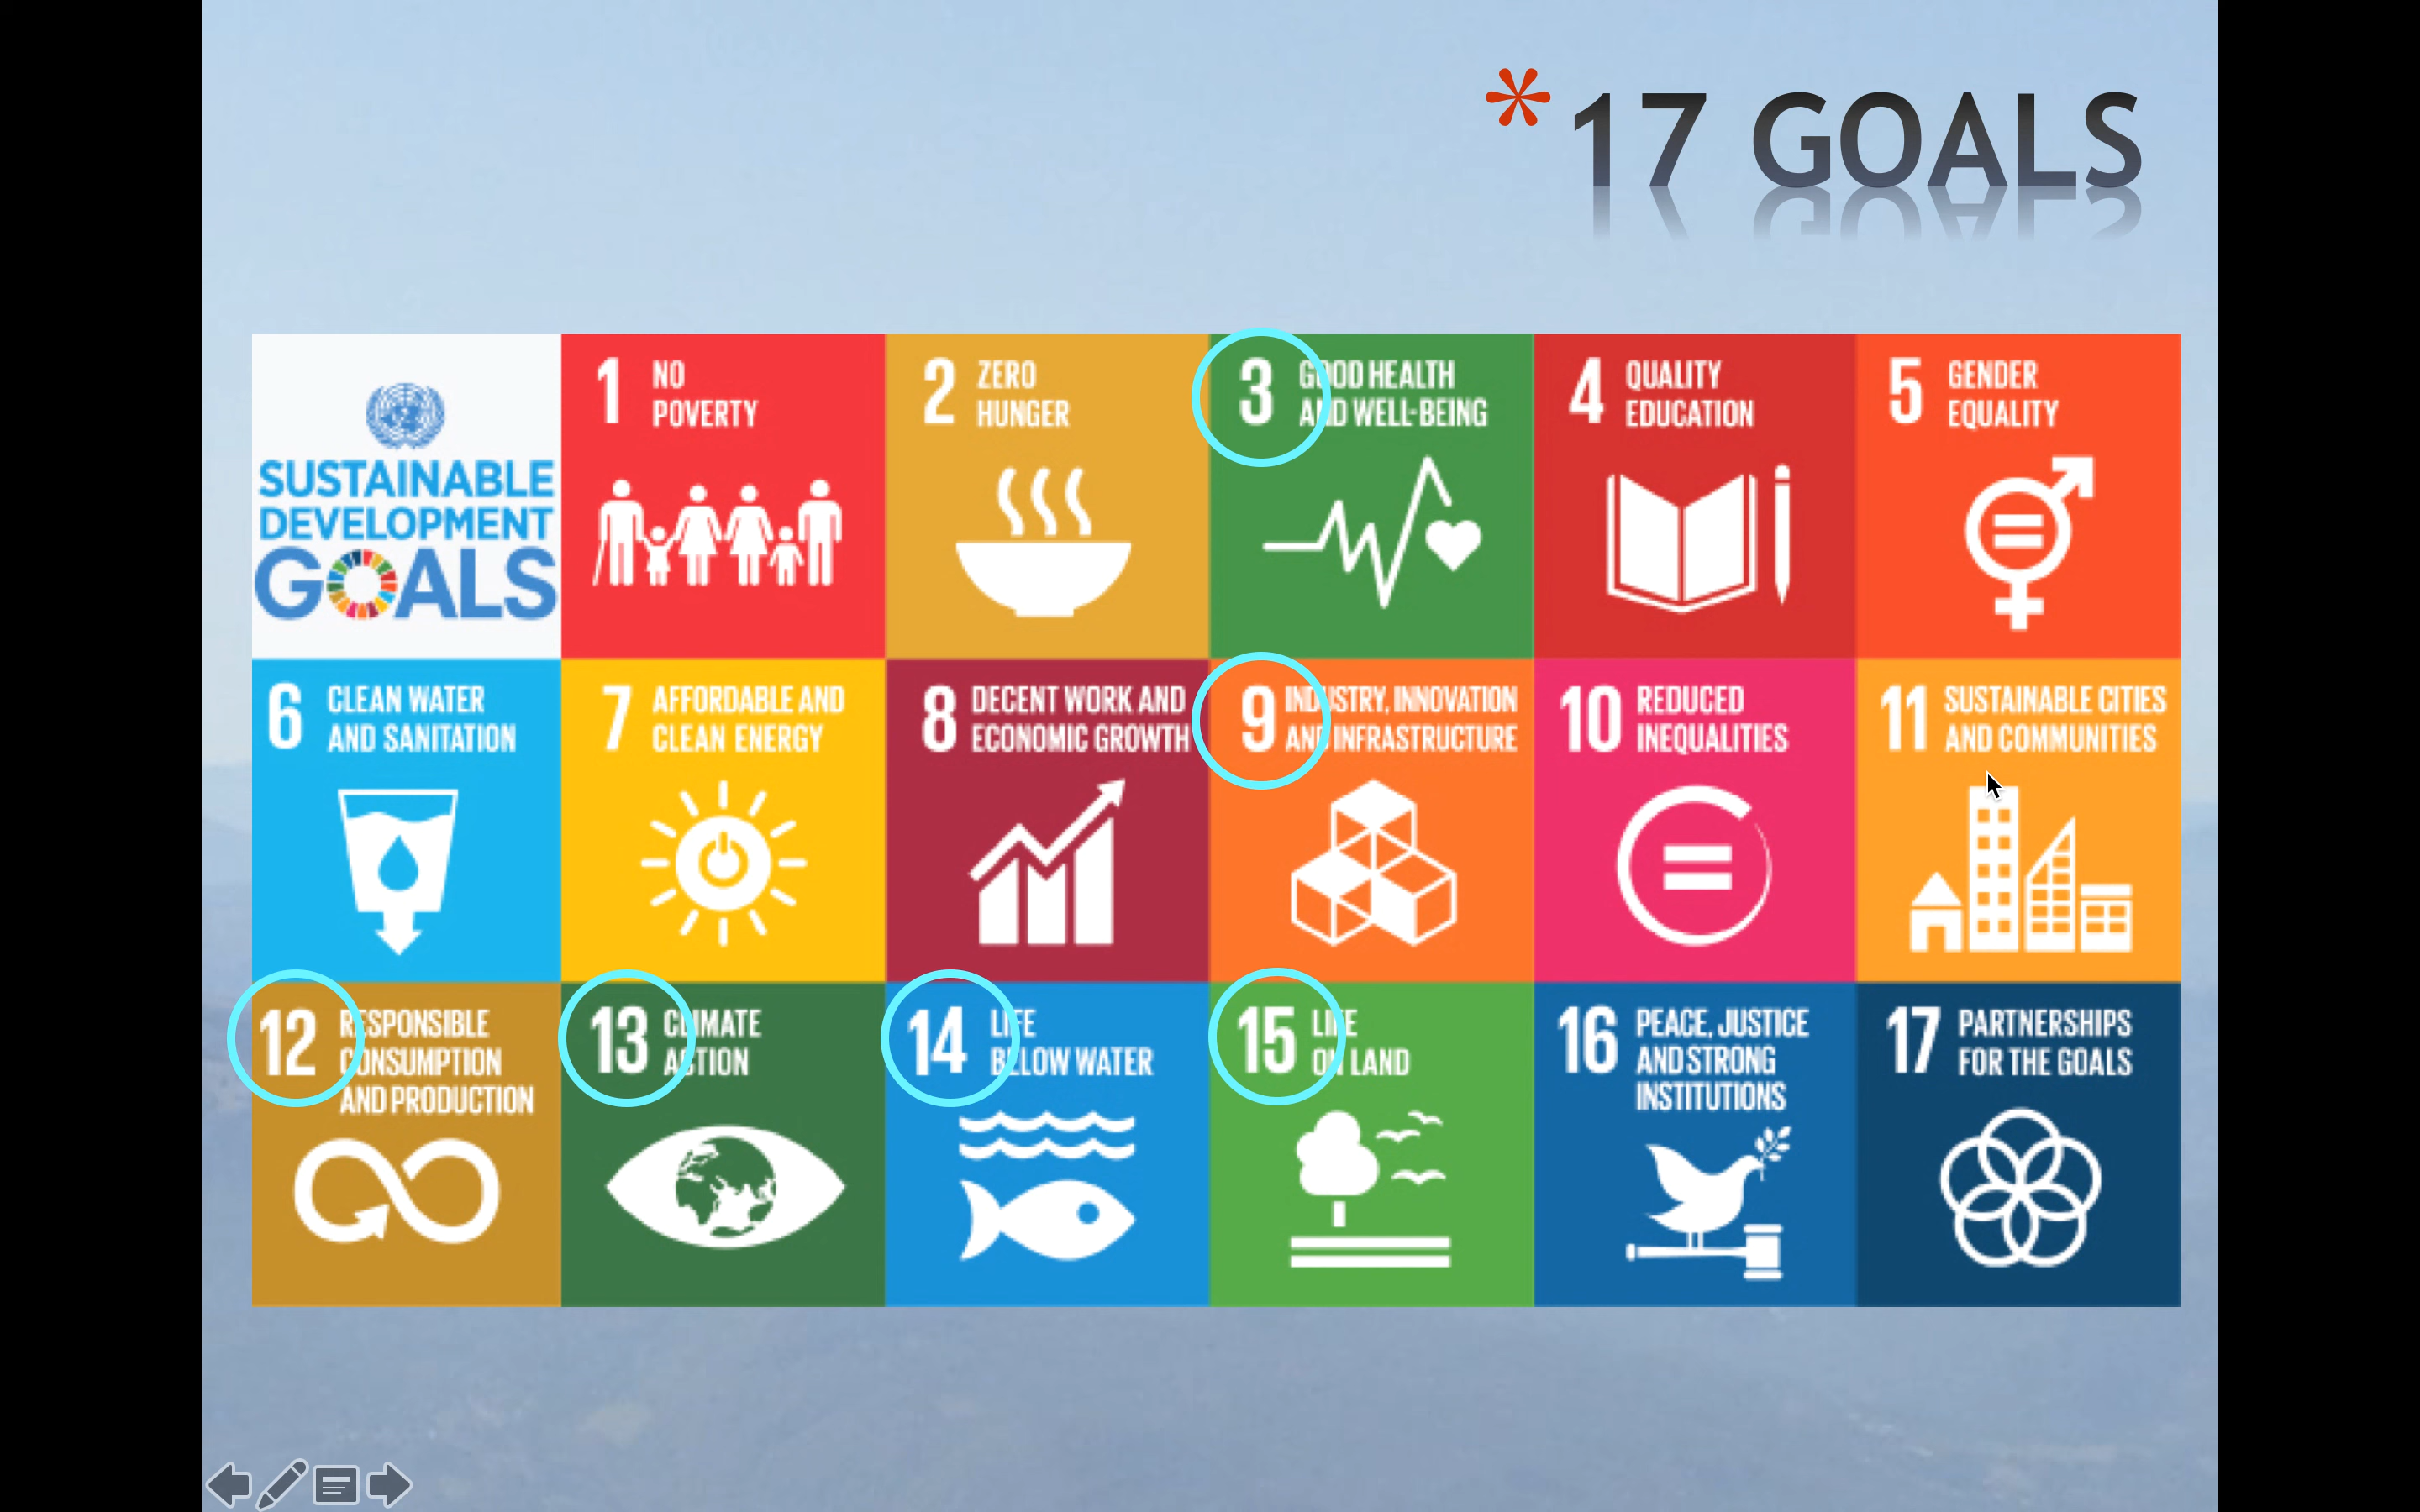 *17 GOALS
SUSTAINABLE
DEVELOPMENT
GOALS
1 NO
POVERTY
2 ZERO
HUNGER
3 GOOD HEALTH
AND WELL-BEING
4 QUALITY
EDUCATION
5 GENDER
EQUALITY
6 CLEAN WATER
AND SANITATION
7 AFFORDABLE AND
CLEAN ENERGY
8 DECENT WORK AND
ECONOMIC GROWTH
9 INDUSTRY, INNOVATION
AND INFRASTRUCTURE
10 REDUCED
INEQUALITIES
11 SUSTAINABLE CITIES
AND COMMUNITIES
12 RESPONSIBLE
CONSUMPTION
AND PRODUCTION
13 CLIMATE
ACTION
14 LIFE
BELOW WATER
15 LIFE
ON LAND
16 PEACE, JUSTICE
AND STRONG
INSTITUTIONS
17 PARTNERSHIPS
FOR THE GOALS